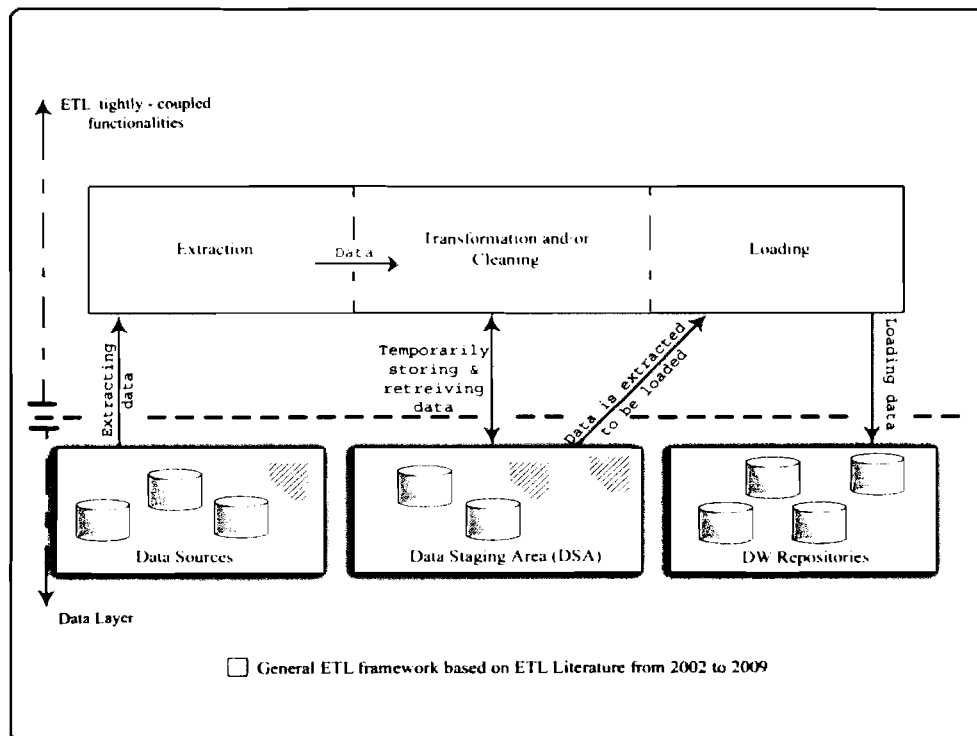 ETL tightly - coupled
functionalities
Extraction
Data
Transformation and/or
Cleaning
Loading
Extracting
data
Temporarily
storing &
retreiving
data
Data is extracted
to be loaded
Loading data
Data Sources
Data Staging Area (DSA)
DW Repositories
Data Layer
General ETL framework based on ETL Literature from 2002 to 2009